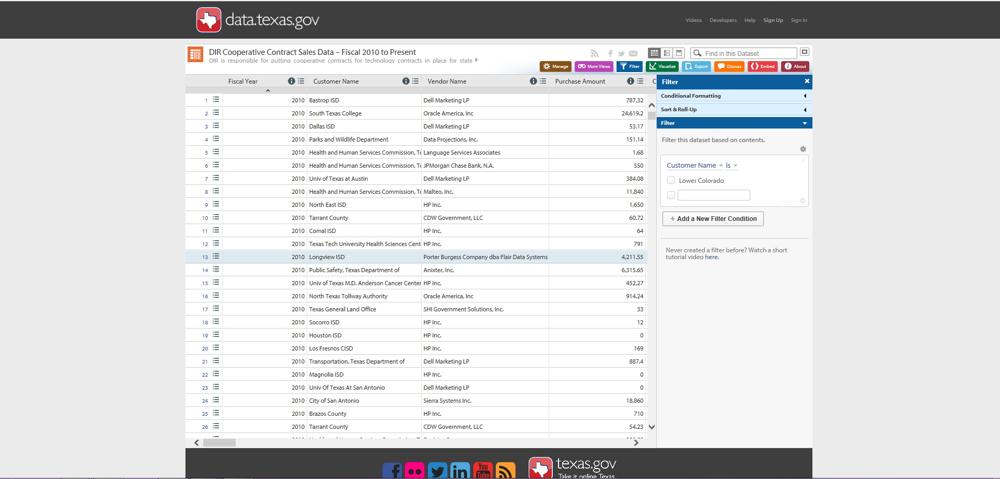 data.texas.gov
Videos Developers Help Sign Up Sign In
DIR Cooperative Contract Sales Data – Fiscal 2010 to Present
DIR is responsible for putting cooperative contracts for technology contracts in place for state
Find in this Dataset
Manage More Views Filter Visualize Export Discuss Embed About
Fiscal Year Customer Name Vendor Name Purchase Amount C
1 2010 Bastrop ISD Dell Marketing LP 787.32
2 2010 South Texas College Oracle America, Inc 24,619.2
3 2010 Dallas ISD Dell Marketing LP 53.17
4 2010 Parks and Wildlife Department Data Projections, Inc. 151.14
5 2010 Health and Human Services Commission, Te Language Services Associates 1.68
6 2010 Health and Human Services Commission, Te JPMorgan Chase Bank, N.A. 550
7 2010 Univ of Texas at Austin Dell Marketing LP 384.08
8 2010 Health and Human Services Commission, Te Malteo, Inc. 11,840
9 2010 North East ISD HP Inc. 1,650
10 2010 Tarrant County CDW Government, LLC 60.72
11 2010 Comal ISD HP Inc. 64
12 2010 Texas Tech University Health Sciences Cent HP Inc. 791
13 2010 Longview ISD Porter Burgess Company dba Flair Data Systems 4,211.55
14 2010 Public Safety, Texas Department of Anixter, Inc. 6,315.65
15 2010 Univ of Texas M.D. Anderson Cancer Center HP Inc. 452.27
16 2010 North Texas Tollway Authority Oracle America, Inc 914.24
17 2010 Texas General Land Office SHI Government Solutions, Inc. 33
18 2010 Socorro ISD HP Inc. 12
19 2010 Houston ISD HP Inc. 0
20 2010 Los Fresnos CISD HP Inc. 169
21 2010 Transportation, Texas Department of Dell Marketing LP 887.4
22 2010 Magnolia ISD HP Inc. 0
23 2010 Univ Of Texas At San Antonio Dell Marketing LP 0
24 2010 City of San Antonio Sierra Systems Inc. 18,860
25 2010 Brazos County HP Inc. 710
26 2010 Tarrant County CDW Government, LLC 54.23
Filter
Conditional Formatting
Sort & Roll-Up
Filter
Filter this dataset based on contents.
Customer Name is
Lower Colorado
options
+ Add a New Filter Condition
Never created a filter before? Watch a short
tutorial video here.
You
Tube
texas.gov
Take it online Texas